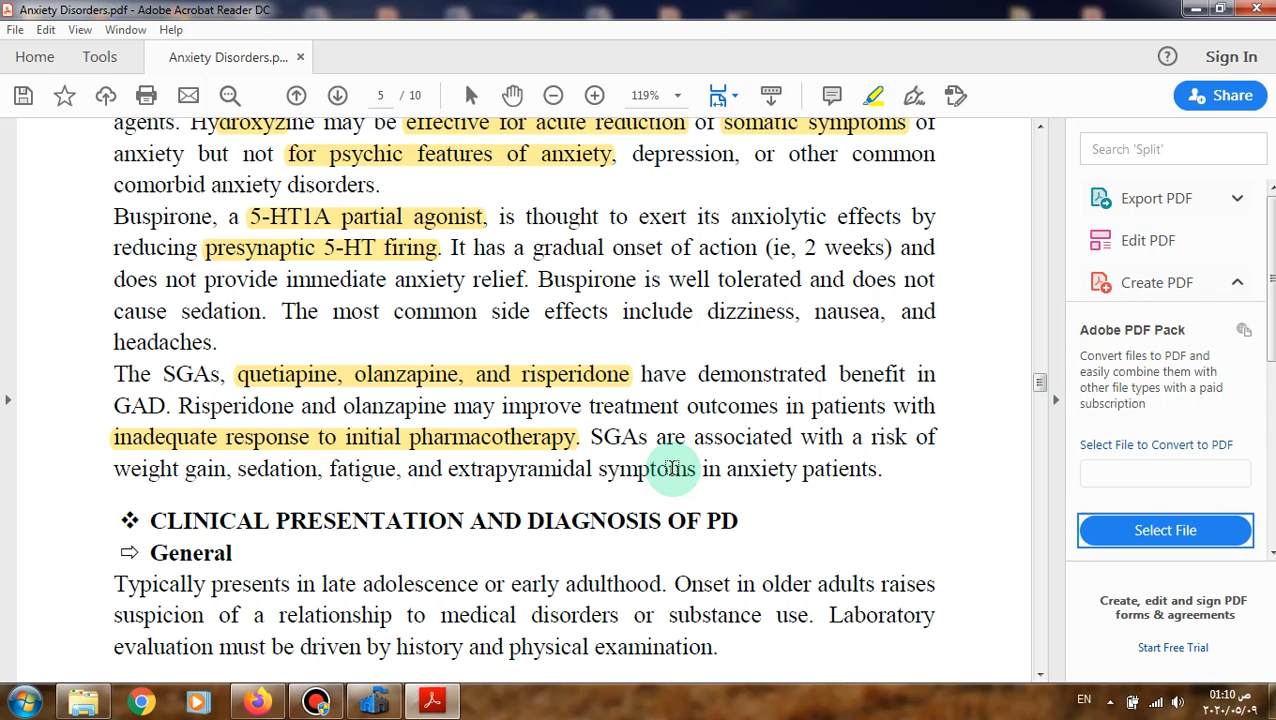 Anxiety Disorders.pdf - Adobe Acrobat Reader DC
File Edit View Window Help
Home Tools Anxiety Disorders.p... × Sign In
5 / 10 119% Share
agents. Hydroxyzine may be effective for acute reduction of somatic symptoms of
anxiety but not for psychic features of anxiety, depression, or other common
comorbid anxiety disorders.
Buspirone, a 5-HT1A partial agonist, is thought to exert its anxiolytic effects by
reducing presynaptic 5-HT firing. It has a gradual onset of action (ie, 2 weeks) and
does not provide immediate anxiety relief. Buspirone is well tolerated and does not
cause sedation. The most common side effects include dizziness, nausea, and
headaches.
The SGAs, quetiapine, olanzapine, and risperidone have demonstrated benefit in
GAD. Risperidone and olanzapine may improve treatment outcomes in patients with
inadequate response to initial pharmacotherapy. SGAs are associated with a risk of
weight gain, sedation, fatigue, and extrapyramidal symptoms in anxiety patients.
❖ CLINICAL PRESENTATION AND DIAGNOSIS OF PD
⇨ General
Typically presents in late adolescence or early adulthood. Onset in older adults raises
suspicion of a relationship to medical disorders or substance use. Laboratory
evaluation must be driven by history and physical examination.
Search 'Split'
Export PDF
Edit PDF
Create PDF
Adobe PDF Pack
Convert files to PDF and
easily combine them with
other file types with a paid
subscription
Select File to Convert to PDF
Select File
Create, edit and sign PDF
forms & agreements
Start Free Trial
EN
01:10 ص
٢٠٢٠/٠٥/٠٩